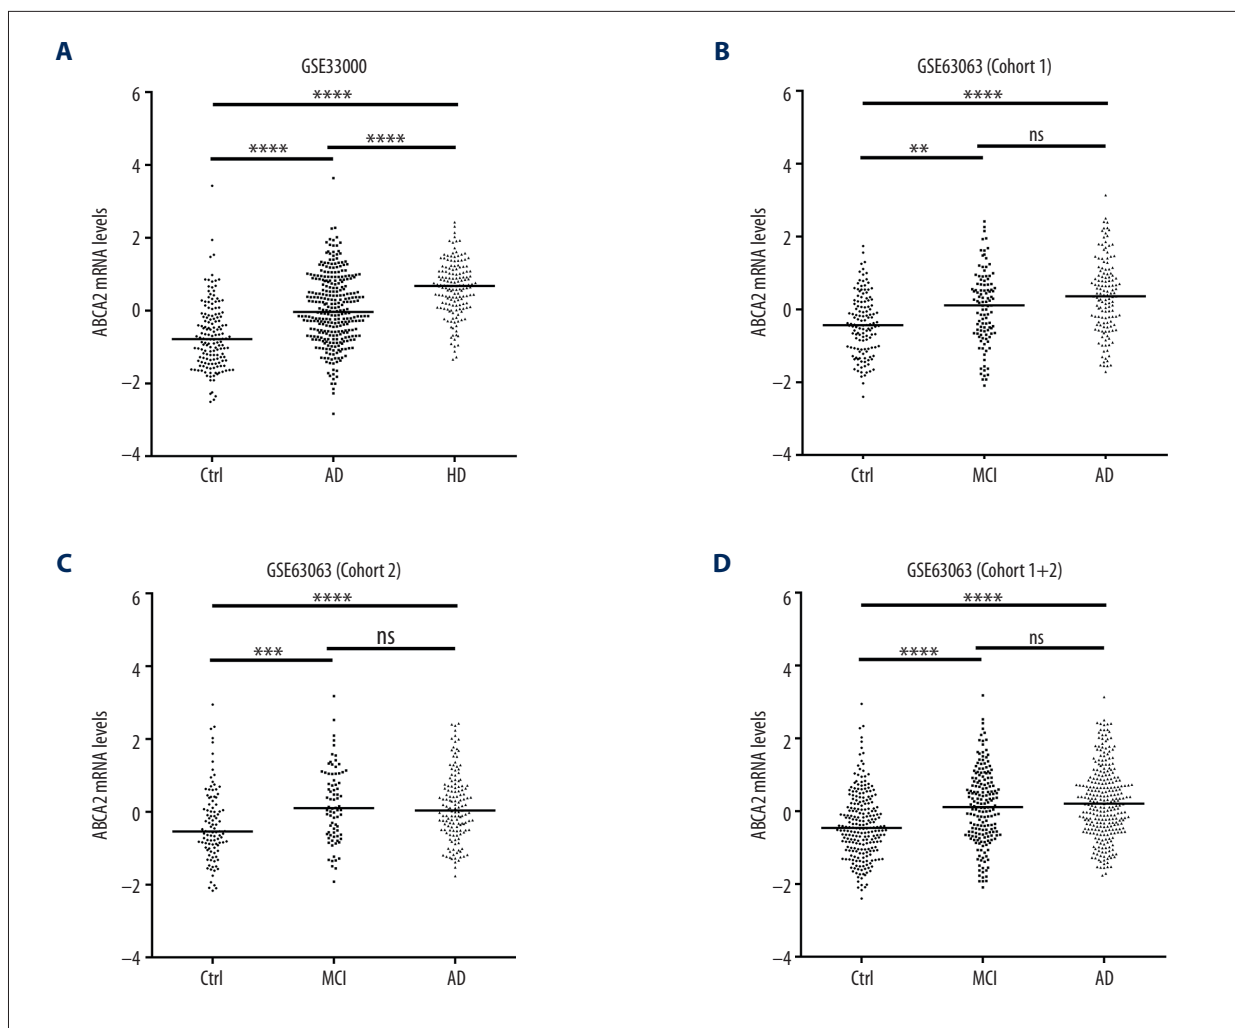 A
GSE33000
ABCA2 mRNA levels
6
4
2
0
−2
−4
****
****
****
Ctrl
AD
HD
B
GSE63063 (Cohort 1)
ABCA2 mRNA levels
6
4
2
0
−2
−4
****
**
ns
Ctrl
MCI
AD
C
GSE63063 (Cohort 2)
ABCA2 mRNA levels
6
4
2
0
−2
−4
****
***
ns
Ctrl
MCI
AD
D
GSE63063 (Cohort 1+2)
ABCA2 mRNA levels
6
4
2
0
−2
−4
****
****
ns
Ctrl
MCI
AD